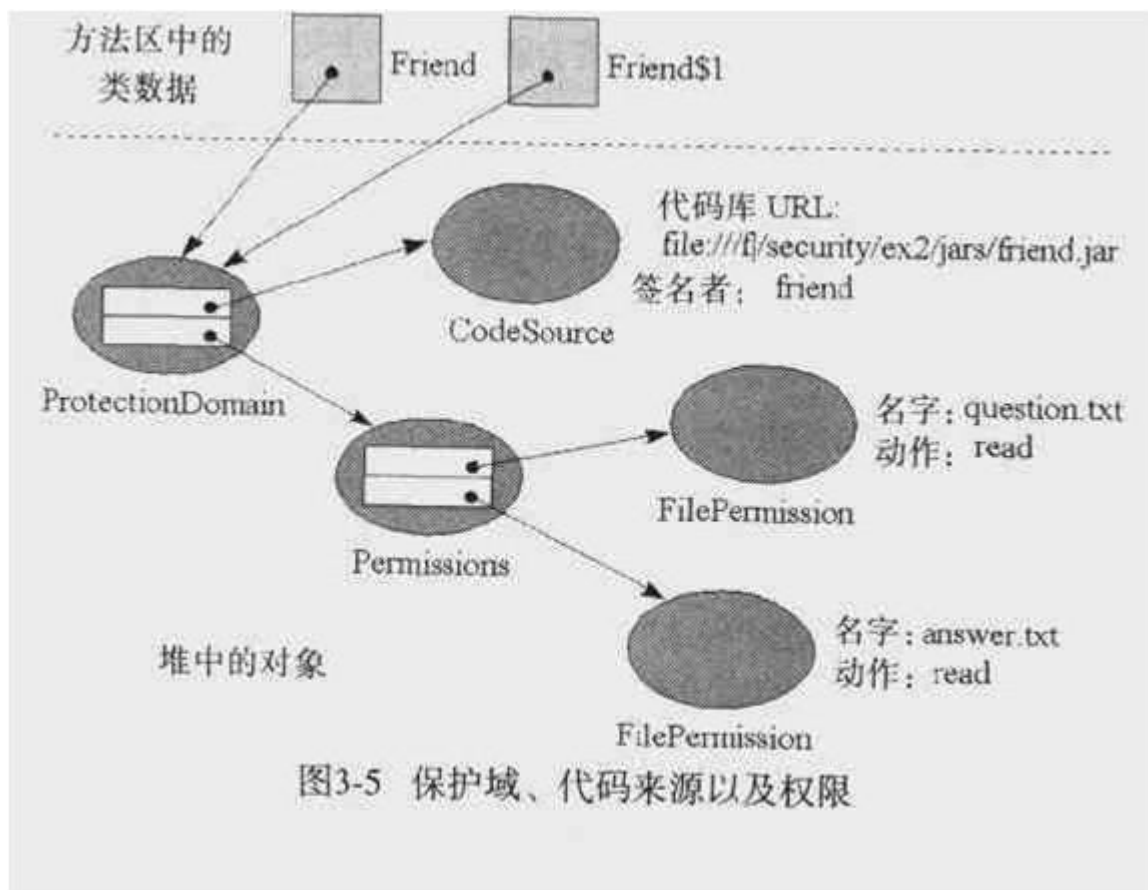 方法区中的
类数据
Friend
Friend$1
代码库 URL:
file:///f|/security/ex2/jars/friend.jar
签名者： friend
CodeSource
ProtectionDomain
名字：question.txt
动作：read
FilePermission
Permissions
名字：answer.txt
动作：read
堆中的对象
FilePermission
图3-5 保护域、代码来源以及权限